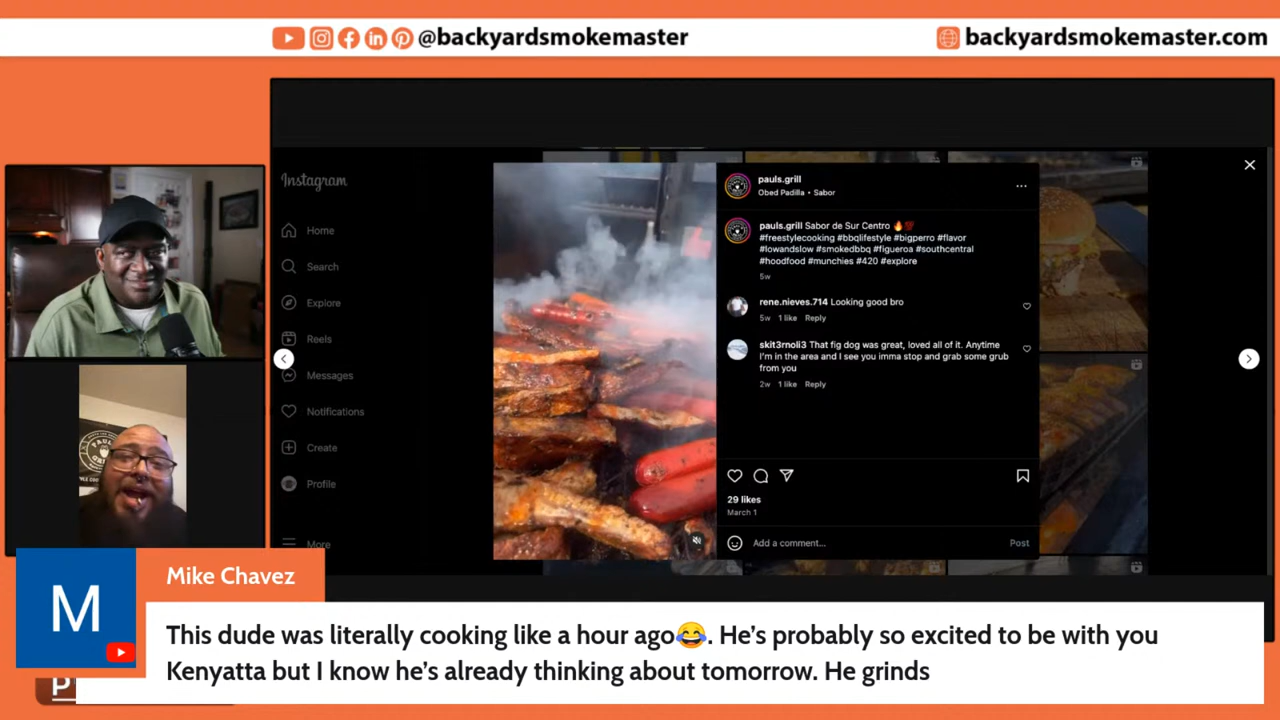 @backyardsmokemaster
backyardsmokemaster.com
Instagram
Home
Search
Explore
Reels
Messages
Notifications
Create
Profile
More
pauls.grill
Obed Padilla • Sabor
pauls.grill Sabor de Sur Centro 🔥💯
#freestylecooking #bbqlifestyle #bigperro #flavor
#lowandslow #smokedbbq #figueroa #southcentral
#hoodfood #munchies #420 #explore
5w
rene.nieves.714 Looking good bro
5w 1 like Reply
skit3rnoli3 That fig dog was great, loved all of it. Anytime
I'm in the area and I see you imma stop and grab some grub
from you
2w 1 like Reply
29 likes
March 1
Add a comment...
Post
M
Mike Chavez
This dude was literally cooking like a hour ago😂. He's probably so excited to be with you
Kenyatta but I know he's already thinking about tomorrow. He grinds